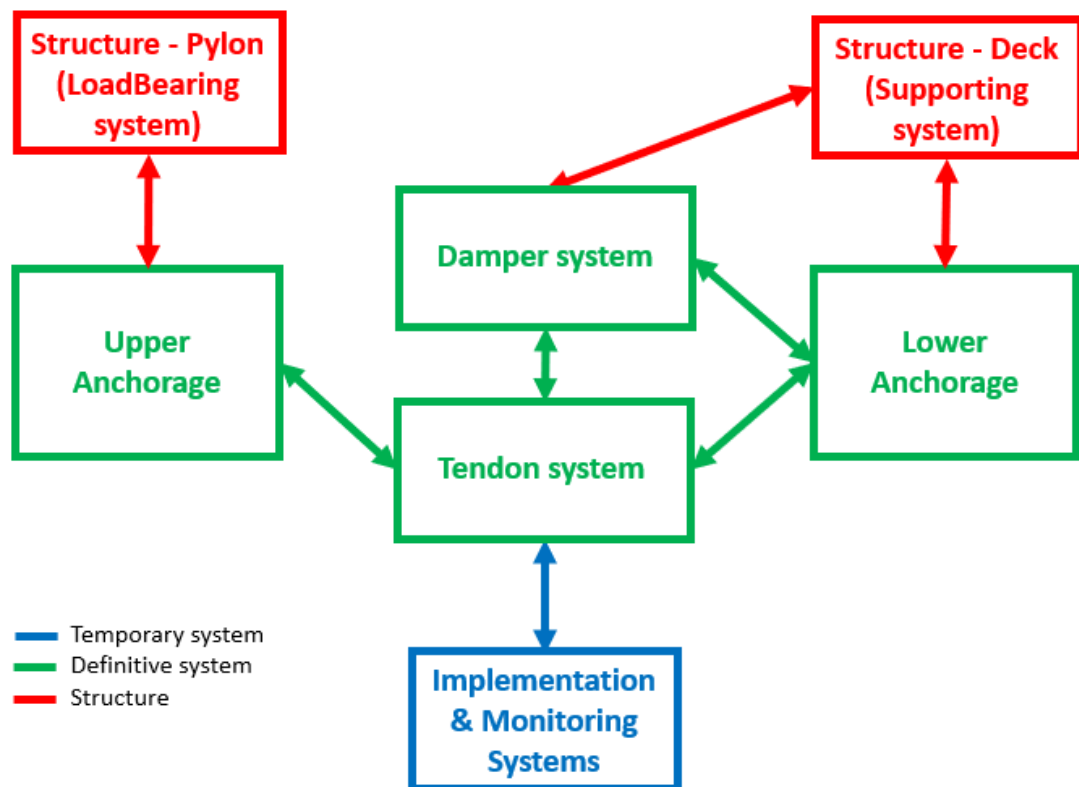 Structure - Pylon
(LoadBearing
system)
Structure - Deck
(Supporting
system)
Damper system
Upper
Anchorage
Lower
Anchorage
Tendon system
Temporary system
Definitive system
Structure
Implementation
& Monitoring
Systems